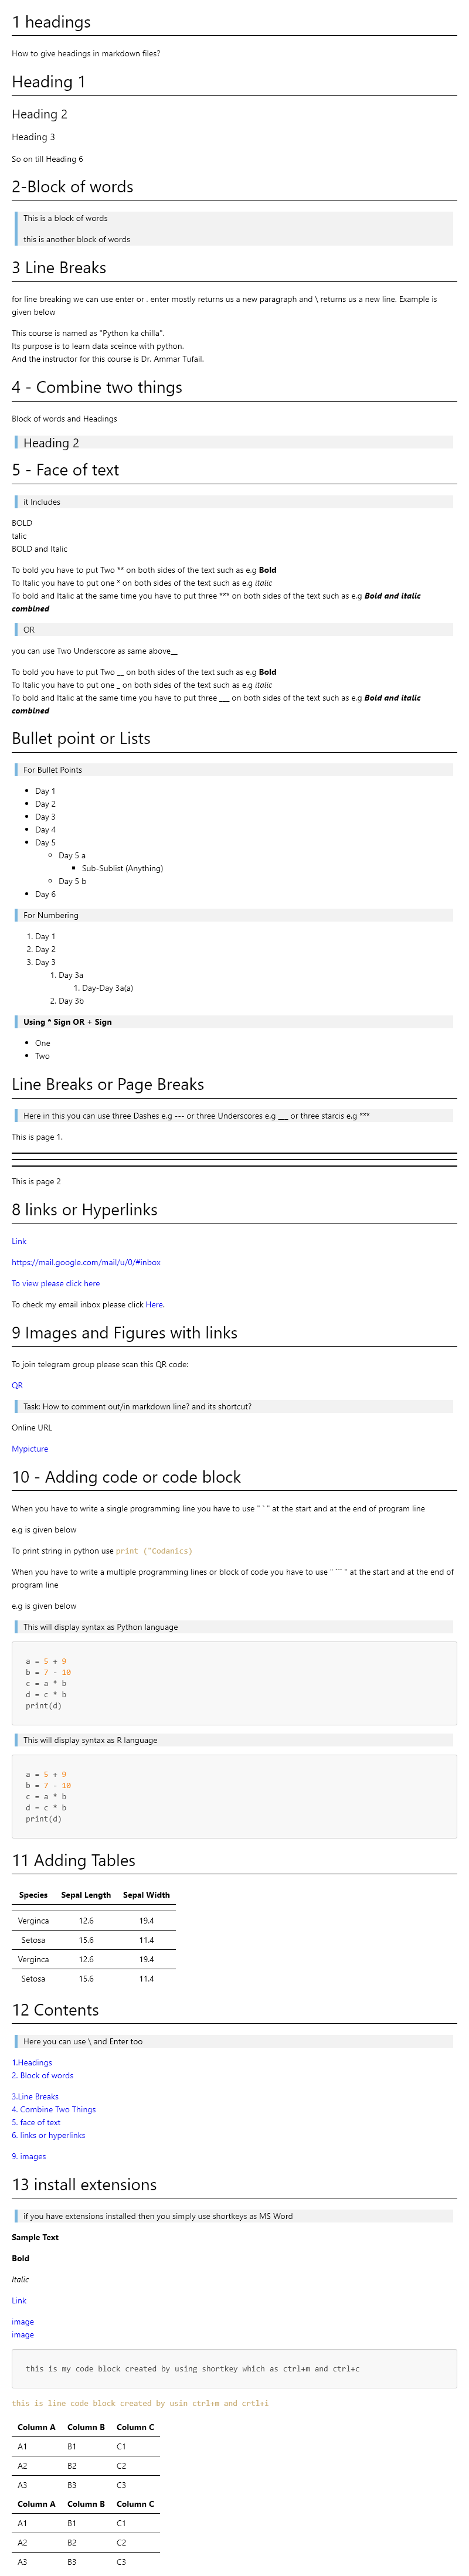 1 headings
How to give headings in markdown files?
Heading 1
Heading 2
Heading 3
So on till Heading 6
2-Block of words
This is a block of words
this is another block of words
3 Line Breaks
for line breaking we can use enter or . enter mostly returns us a new paragraph and \ returns us a new line. Example is
given below
This course is named as "Python ka chilla".
Its purpose is to learn data sceince with python.
And the instructor for this course is Dr. Ammar Tufail.
4 - Combine two things
Block of words and Headings
Heading 2
5 - Face of text
it Includes
BOLD
talic
BOLD and Italic
To bold you have to put Two ** on both sides of the text such as e.g Bold
To Italic you have to put one * on both sides of the text such as e.g italic
To bold and Italic at the same time you have to put three *** on both sides of the text such as e.g Bold and italic
combined
OR
you can use Two Underscore as same above__
To bold you have to put Two __ on both sides of the text such as e.g Bold
To Italic you have to put one _ on both sides of the text such as e.g italic
To bold and Italic at the same time you have to put three ___ on both sides of the text such as e.g Bold and italic
combined
Bullet point or Lists
For Bullet Points
• Day 1
• Day 2
• Day 3
• Day 4
• Day 5
○ Day 5 a
▪ Sub-Sublist (Anything)
○ Day 5 b
• Day 6
For Numbering
1. Day 1
2. Day 2
3. Day 3
1. Day 3a
1. Day-Day 3a(a)
2. Day 3b
Using * Sign OR + Sign
• One
• Two
Line Breaks or Page Breaks
Here in this you can use three Dashes e.g --- or three Underscores e.g ___ or three starcis e.g ***
This is page 1.
This is page 2
8 links or Hyperlinks
Link
https://mail.google.com/mail/u/0/#inbox
To view please click here
To check my email inbox please click Here.
9 Images and Figures with links
To join telegram group please scan this QR code:
QR
Task: How to comment out/in markdown line? and its shortcut?
Online URL
Mypicture
10 - Adding code or code block
When you have to write a single programming line you have to use " ` " at the start and at the end of program line
e.g is given below
To print string in python use print ("Codanics)
When you have to write a multiple programming lines or block of code you have to use " ``` " at the start and at the end of
program line
e.g is given below
This will display syntax as Python language
a = 5 + 9
b = 7 - 10
c = a * b
d = c * b
print(d)
This will display syntax as R language
a = 5 + 9
b = 7 - 10
c = a * b
d = c * b
print(d)
11 Adding Tables
Species Sepal Length Sepal Width
Verginca 12.6 19.4
Setosa 15.6 11.4
Verginca 12.6 19.4
Setosa 15.6 11.4
12 Contents
Here you can use \ and Enter too
1.Headings
2. Block of words
3.Line Breaks
4. Combine Two Things
5. face of text
6. links or hyperlinks
9. images
13 install extensions
if you have extensions installed then you simply use shortkeys as MS Word
Sample Text
Bold
Italic
Link
image
image
this is my code block created by using shortkey which as ctrl+m and ctrl+c
this is line code block created by usin ctrl+m and crtl+i
Column A Column B Column C
A1 B1 C1
A2 B2 C2
A3 B3 C3
Column A Column B Column C
A1 B1 C1
A2 B2 C2
A3 B3 C3